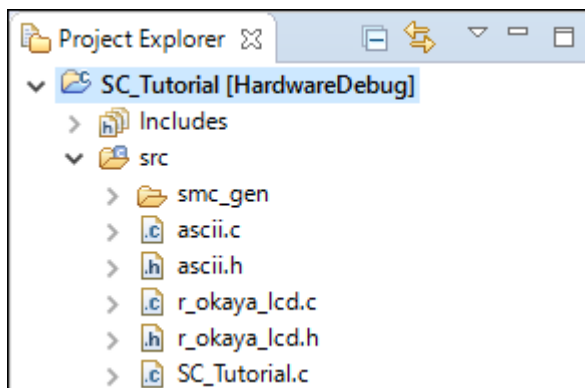 Project Explorer
SC_Tutorial [HardwareDebug]
Includes
src
smc_gen
ascii.c
ascii.h
r_okaya_lcd.c
r_okaya_lcd.h
SC_Tutorial.c